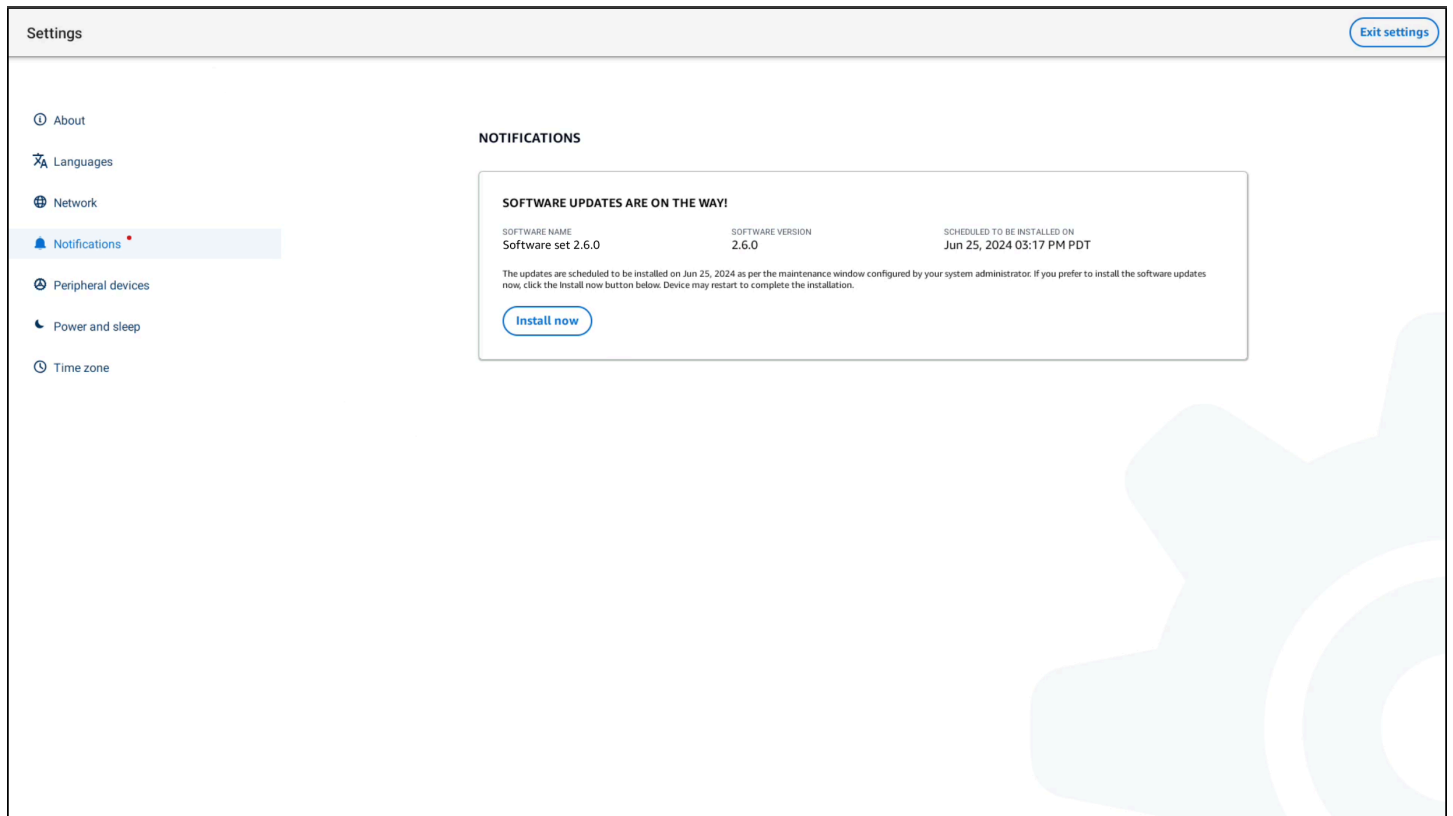 Settings
Exit settings
About
Languages
Network
Notifications
Peripheral devices
Power and sleep
Time zone
NOTIFICATIONS
SOFTWARE UPDATES ARE ON THE WAY!
SOFTWARE NAME
Software set 2.6.0
SOFTWARE VERSION
2.6.0
SCHEDULED TO BE INSTALLED ON
Jun 25, 2024 03:17 PM PDT
The updates are scheduled to be installed on Jun 25, 2024 as per the maintenance window configured by your system administrator. If you prefer to install the software updates
now, click the Install now button below. Device may restart to complete the installation.
Install now